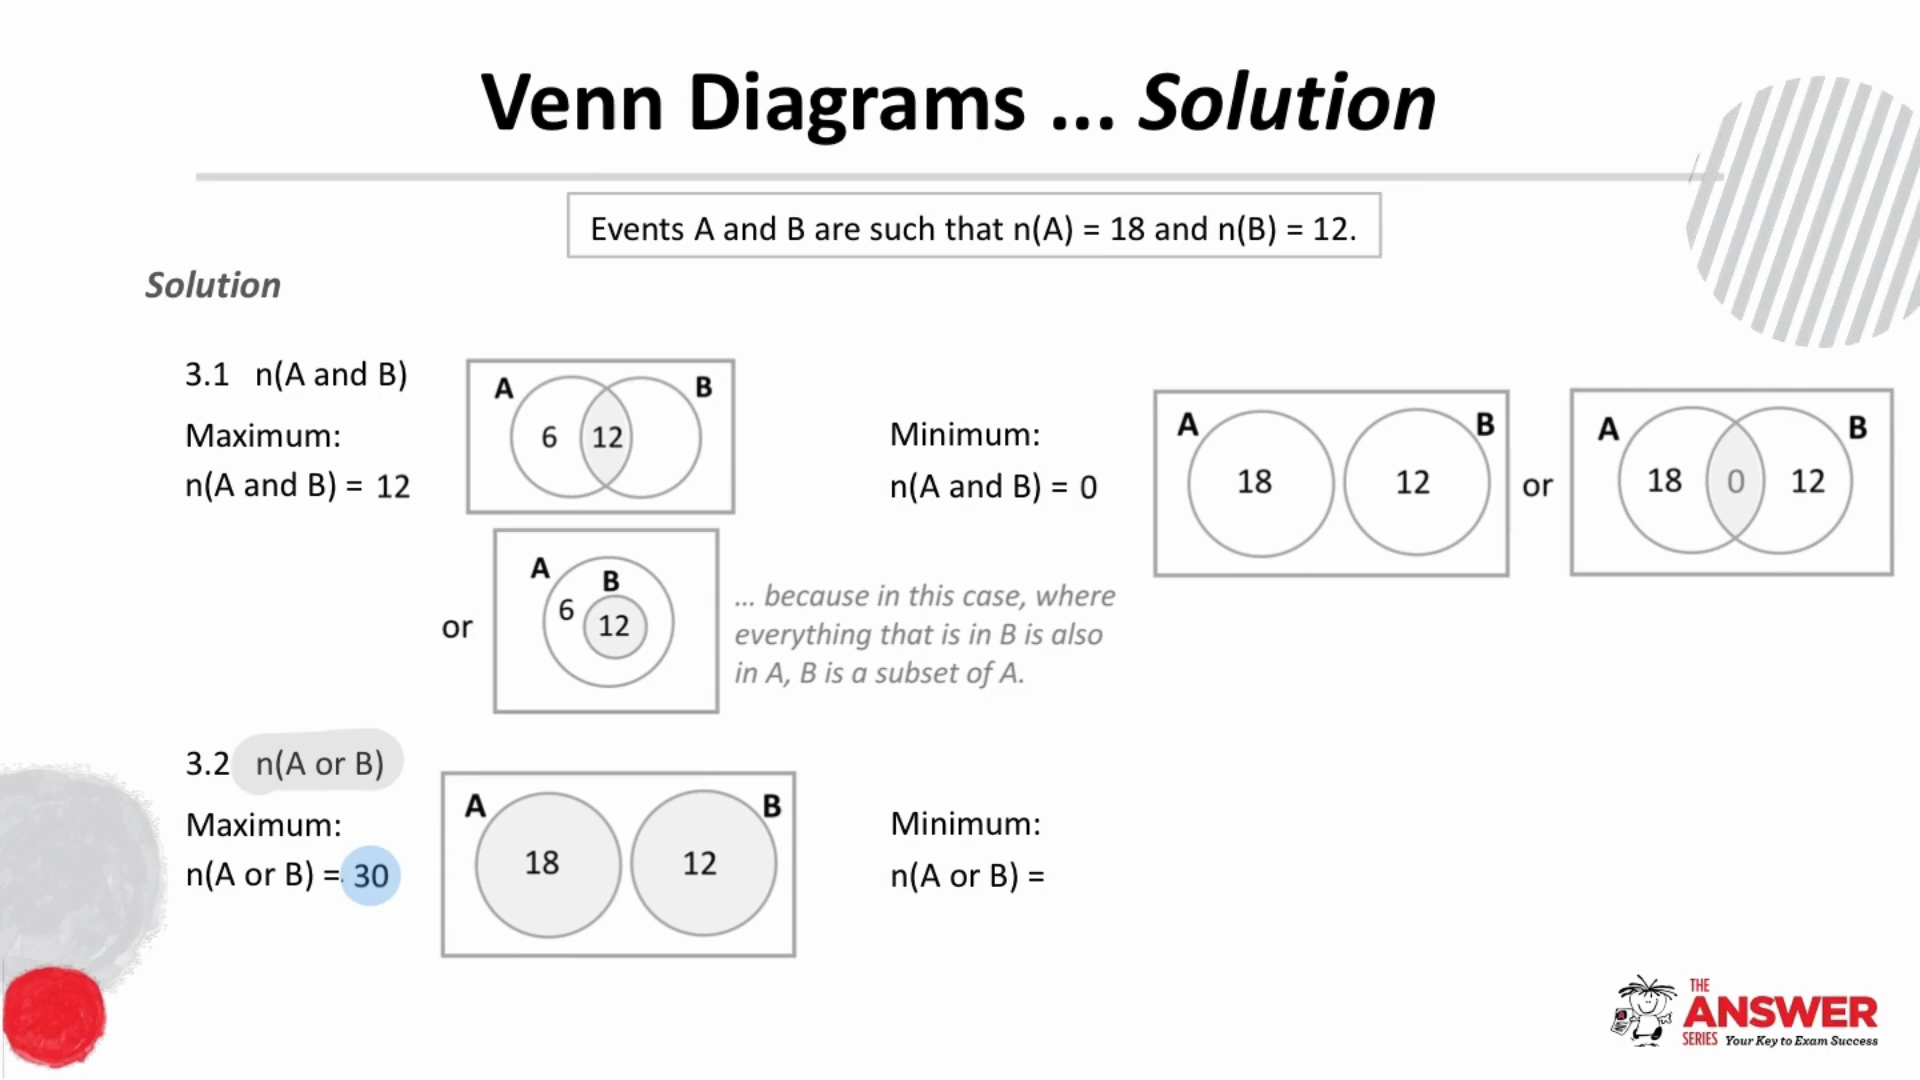 Venn Diagrams ... Solution
Events A and B are such that n(A) = 18 and n(B) = 12.
Solution
3.1 n(A and B)
Maximum:
n(A and B) = 12
A B
6 12
Minimum:
n(A and B) = 0
A B
18 12
or
A B
18 0 12
or
A
B
6 12
... because in this case, where
everything that is in B is also
in A, B is a subset of A.
3.2 n(A or B)
Maximum:
n(A or B) = 30
A B
18 12
Minimum:
n(A or B) =
THE
ANSWER
SERIES Your Key to Exam Success